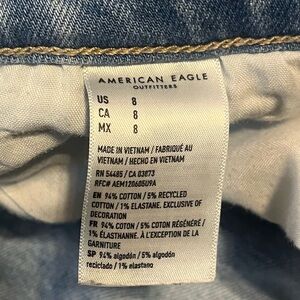 AMERICAN EAGLE
OUTFITTERS
US 8
CA 8
MX 8
MADE IN VIETNAM / FABRIQUÉ AU
VIETNAM / HECHO EN VIETNAM
RN 54485 / CA 03873
RFC# AEM120605U9A
EN 94% COTTON / 5% RECYCLED
COTTON / 1% ELASTANE. EXCLUSIVE OF
DECORATION
FR 94% COTON / 5% COTON RÉGÉNÉRÉ /
1% ÉLASTHANNE. À L'EXCEPTION DE LA
GARNITURE
SP 94% algodón / 5% algodón
reciclado / 1% elastano